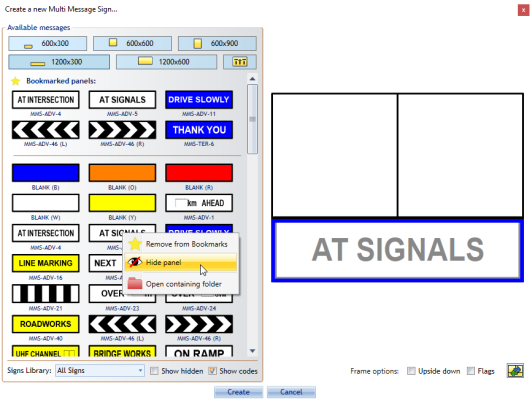 Create a new Multi Message Sign...
x
Available messages
600x300 600x600 600x900
1200x300 1200x600
Bookmarked panels:
AT INTERSECTION AT SIGNALS DRIVE SLOWLY
MMS-ADV-4 MMS-ADV-5 MMS-ADV-11
THANK YOU
MMS-ADV-46 (L) MMS-ADV-46 (R) MMS-TER-6
BLANK (B) BLANK (O) BLANK (R)
km AHEAD
BLANK (W) BLANK (Y) MMS-ADV-1
AT INTERSECTION AT SIGNALS DRIVE SLOWLY
MMS-ADV-4 MMS-
Remove from Bookmarks
LINE MARKING NEXT
Hide panel
MMS-ADV-16 MMS-
Open containing folder
OVER
MMS-ADV-21 MMS-ADV-23 MMS-ADV-24
ROADWORKS
MMS-ADV-40 MMS-ADV-46 (L) MMS-ADV-46 (R)
UHF CHANNEL BRIDGE WORKS ON RAMP
Signs Library: All Signs Show hidden Show codes
AT SIGNALS
Frame options: Upside down Flags
Create Cancel